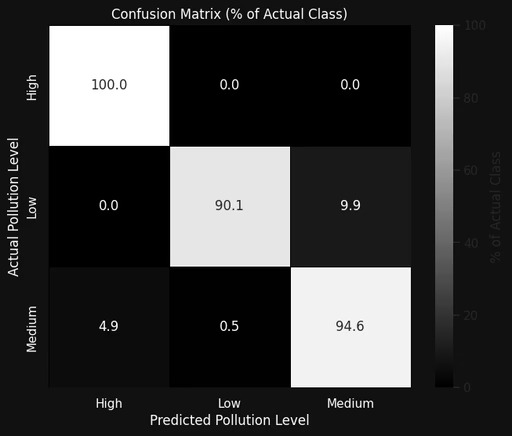 Confusion Matrix (% of Actual Class)
Actual Pollution Level
High
100.0
0.0
0.0
Low
0.0
90.1
9.9
Medium
4.9
0.5
94.6
High
Low
Medium
Predicted Pollution Level
100
80
60
40
20
0
% of Actual Class